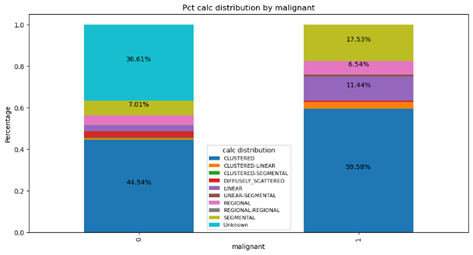 Pct calc distribution by malignant
1.0
0.8
0.6
0.4
0.2
0.0
Percentage
36.61%
7.01%
44.54%
17.53%
6.54%
11.44%
59.58%
calc distribution
CLUSTERED
CLUSTERED-LINEAR
CLUSTERED-SEGMENTAL
DIFFUSELY_SCATTERED
LINEAR
LINEAR-SEGMENTAL
REGIONAL
REGIONAL-REGIONAL
SEGMENTAL
Unknown
0
1
malignant